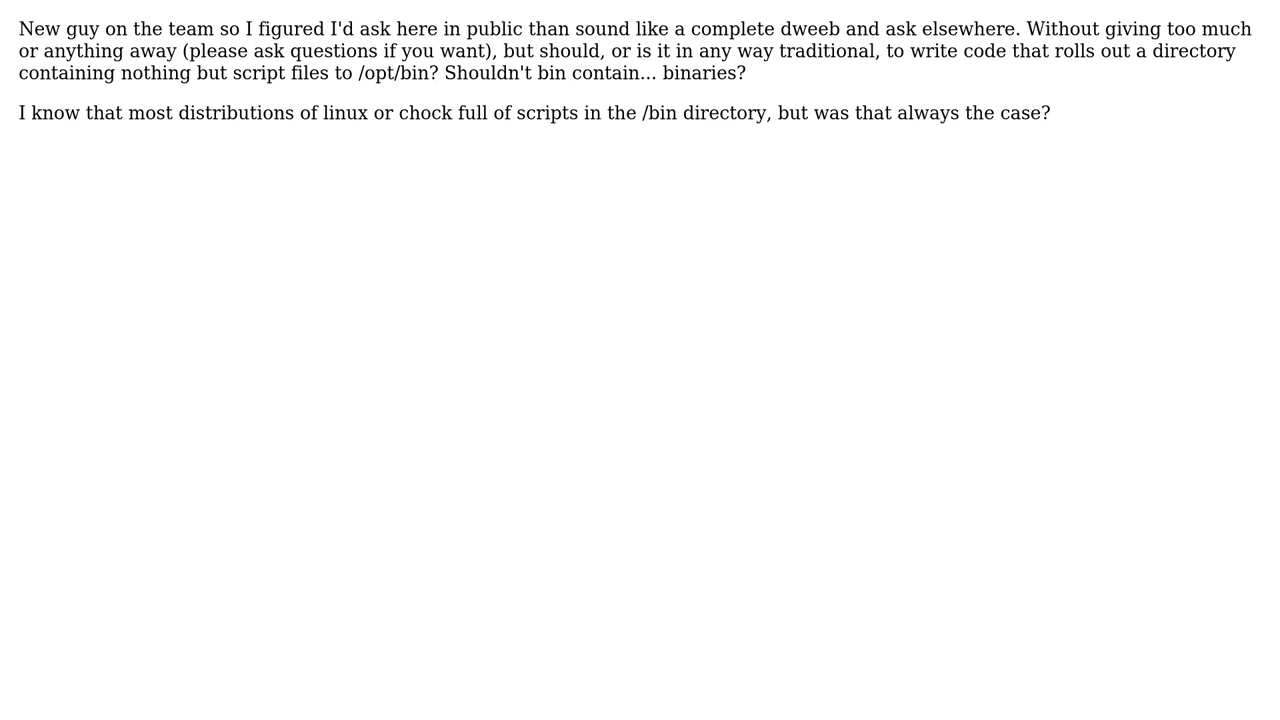 New guy on the team so I figured I'd ask here in public than sound like a complete dweeb and ask elsewhere. Without giving too much
or anything away (please ask questions if you want), but should, or is it in any way traditional, to write code that rolls out a directory
containing nothing but script files to /opt/bin? Shouldn't bin contain... binaries?
I know that most distributions of linux or chock full of scripts in the /bin directory, but was that always the case?